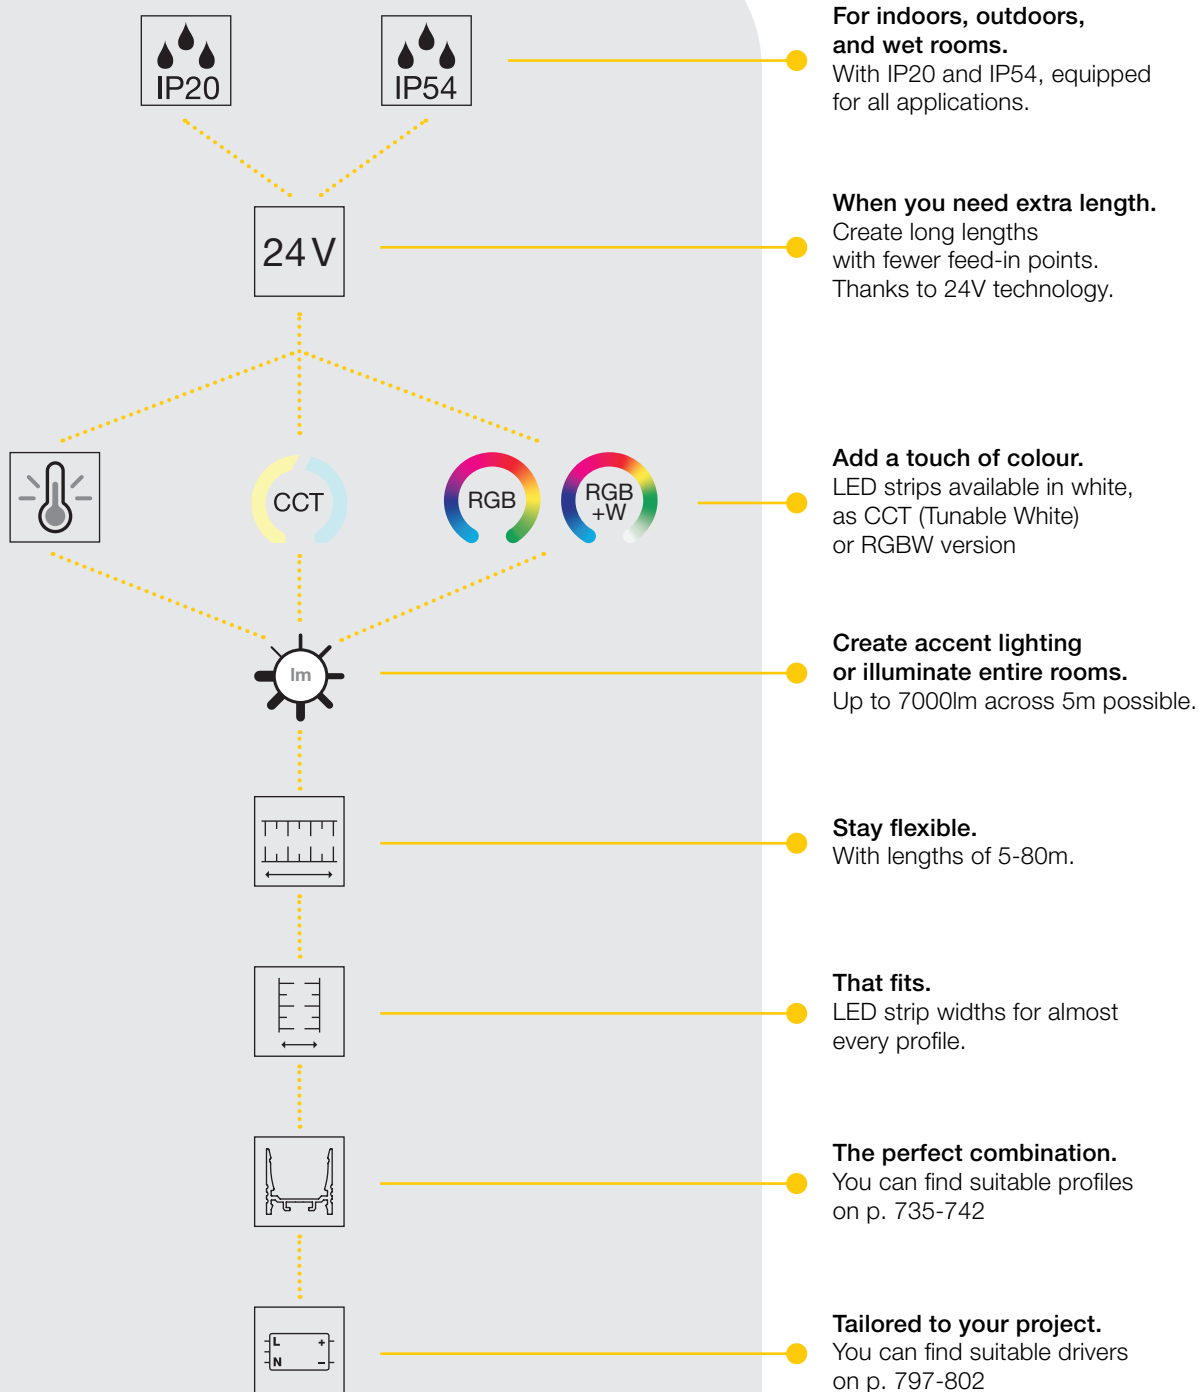 IP20
IP54
For indoors, outdoors,
and wet rooms.
With IP20 and IP54, equipped
for all applications.
24 V
When you need extra length.
Create long lengths
with fewer feed-in points.
Thanks to 24V technology.
CCT
RGB
RGB
+W
Add a touch of colour.
LED strips available in white,
as CCT (Tunable White)
or RGBW version
lm
Create accent lighting
or illuminate entire rooms.
Up to 7000lm across 5m possible.
Stay flexible.
With lengths of 5-80m.
That fits.
LED strip widths for almost
every profile.
The perfect combination.
You can find suitable profiles
on p. 735-742
L +
N –
Tailored to your project.
You can find suitable drivers
on p. 797-802